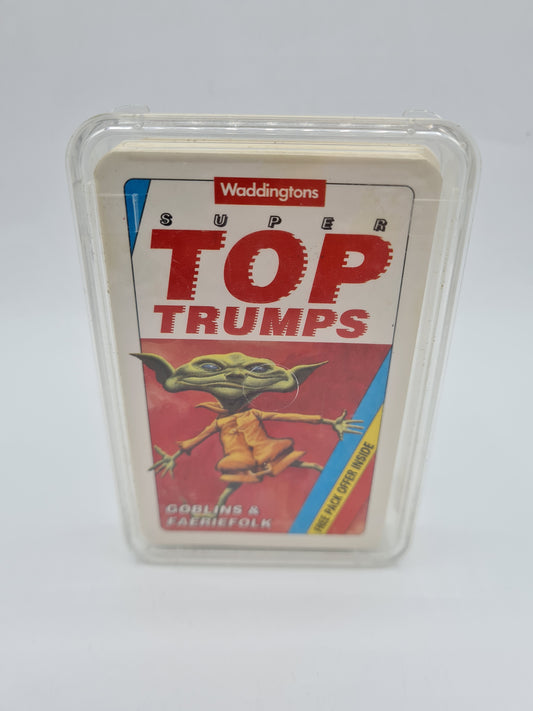 Waddingtons
SUPER
TOP
TRUMPS
GOBLINS &
FAERIEFOLK
FREE PACK OFFER INSIDE